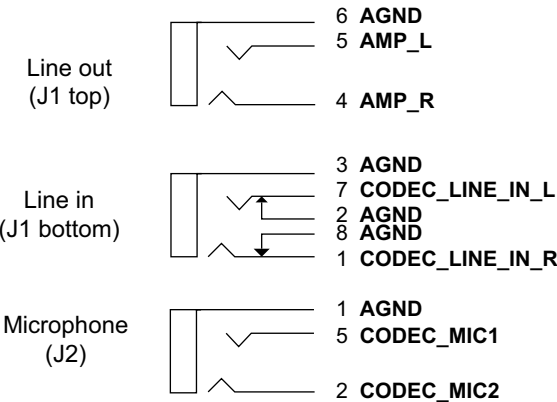 6 AGND
5 AMP_L
Line out
(J1 top)
4 AMP_R
3 AGND
7 CODEC_LINE_IN_L
Line in
(J1 bottom)
2 AGND
8 AGND
1 CODEC_LINE_IN_R
1 AGND
Microphone
(J2)
5 CODEC_MIC1
2 CODEC_MIC2